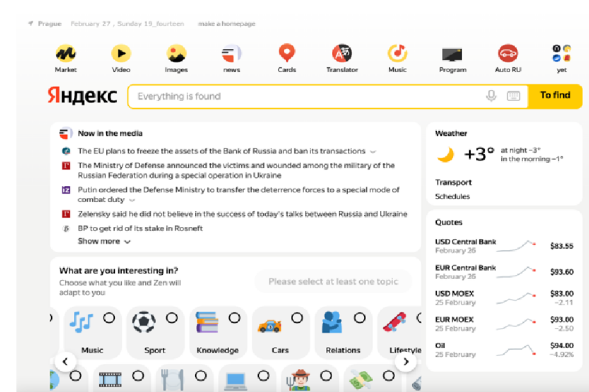 Prague February 27 , Sunday 13_fourteen make a homepage
Market Video Images news Cards Translator Music Program Auto RU yet
Яндекс Everything is found To find
Now in the media
The EU plans to freeze the assets of the Bank of Russia and ban its transactions
The Ministry of Defense announced the victims and wounded among the military of the
Russian Federation during a special operation in Ukraine
Putin ordered the Defense Ministry to transfer the deterrence forces to a special mode of
combat duty
Zelensky said he did not believe in the success of today's talks between Russia and Ukraine
BP to get rid of its stake in Rosneft
Show more
Weather
+3° at night −3°
in the morning −1°
Transport
Schedules
Quotes
USD Central Bank
February 26 $83.55
EUR Central Bank
February 26 $93.60
USD MOEX $83.00
25 February −2.11
EUR MOEX $93.00
25 February −2.50
Oil $94.00
25 February −4.92%
What are you interesting in?
Choose what you like and Zen will
adapt to you
Please select at least one topic
Music Sport Knowledge Cars Relations Lifestyle